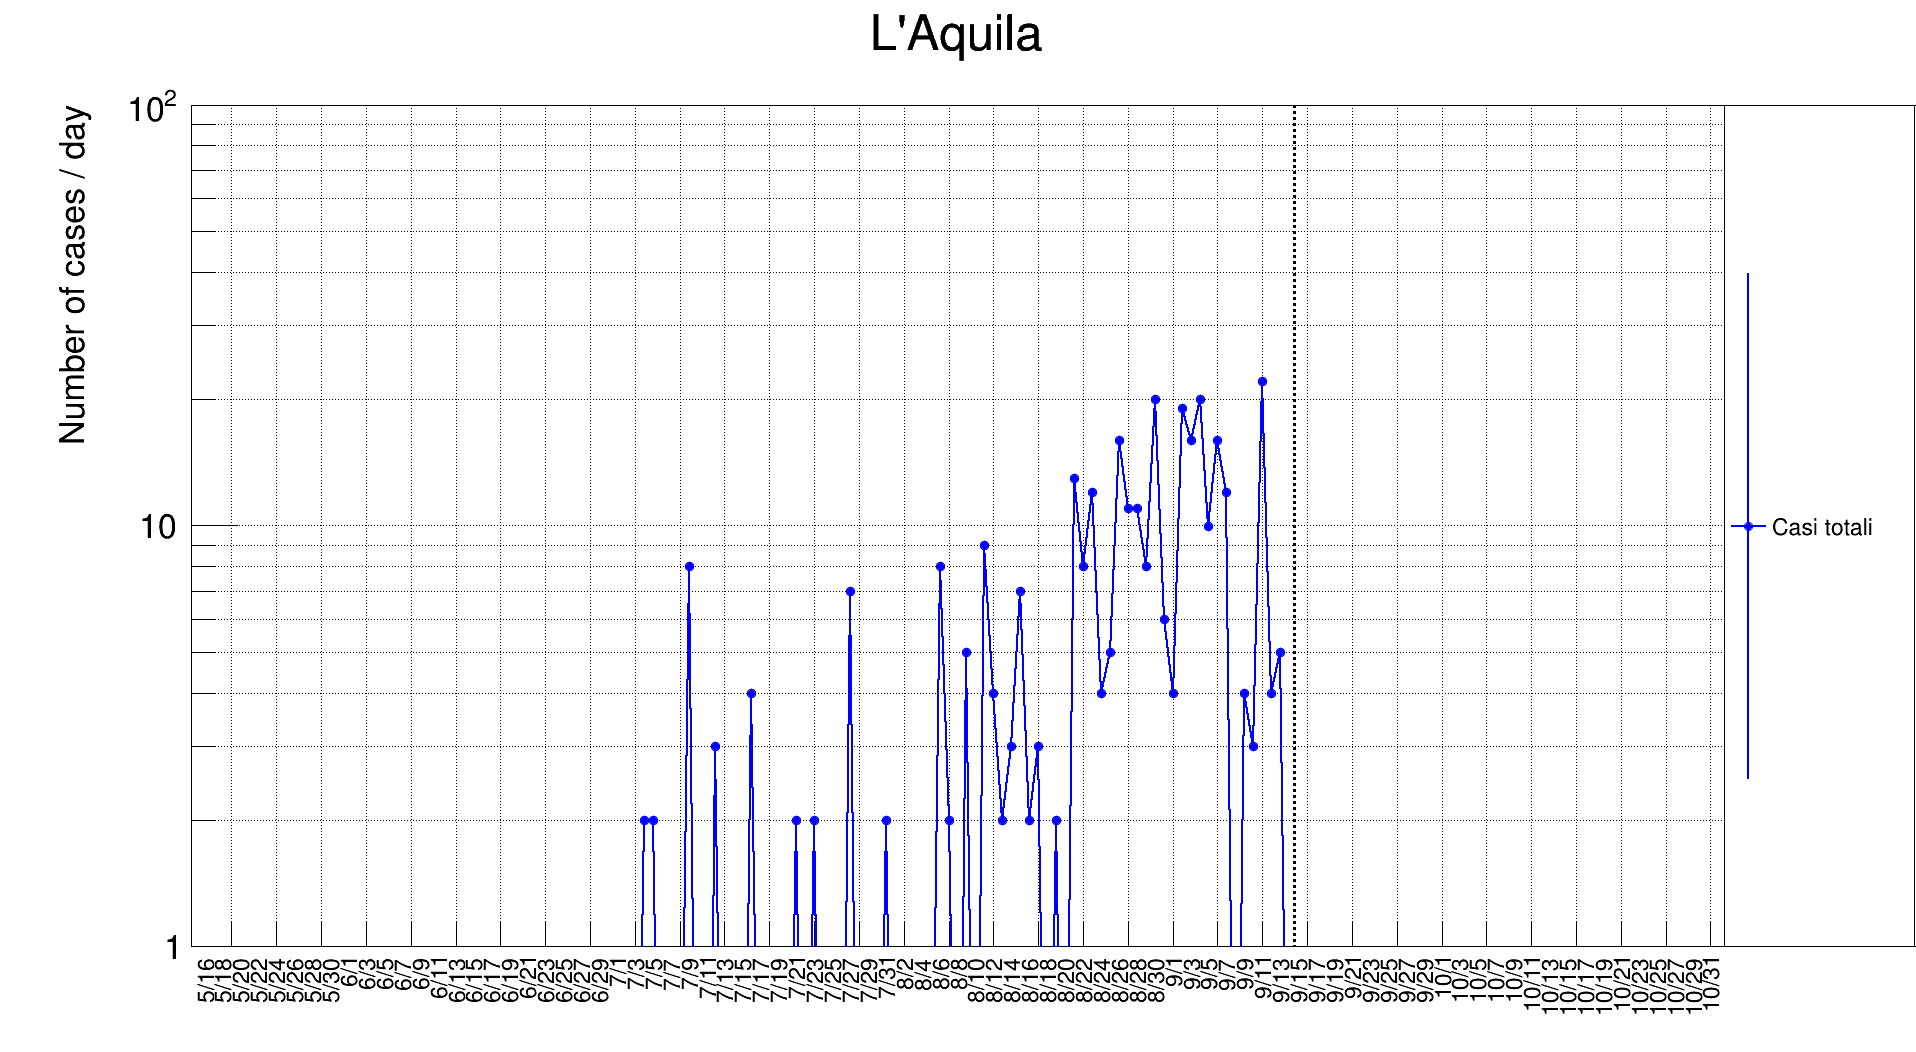 L'Aquila
Number of cases / day
10²
10
1
Casi totali
5/16 5/18 5/20 5/22 5/24 5/26 5/28 5/30 6/1 6/3 6/5 6/7 6/9 6/11 6/13 6/15 6/17 6/19 6/21 6/23 6/25 6/27 6/29 7/1 7/3 7/5 7/7 7/9 7/11 7/13 7/15 7/17 7/19 7/21 7/23 7/25 7/27 7/29 7/31 8/2 8/4 8/6 8/8 8/10 8/12 8/14 8/16 8/18 8/20 8/22 8/24 8/26 8/28 8/30 9/1 9/3 9/5 9/7 9/9 9/11 9/13 9/15 9/17 9/19 9/21 9/23 9/25 9/27 9/29 10/1 10/3 10/5 10/7 10/9 10/11 10/13 10/15 10/17 10/19 10/21 10/23 10/25 10/27 10/29 10/31